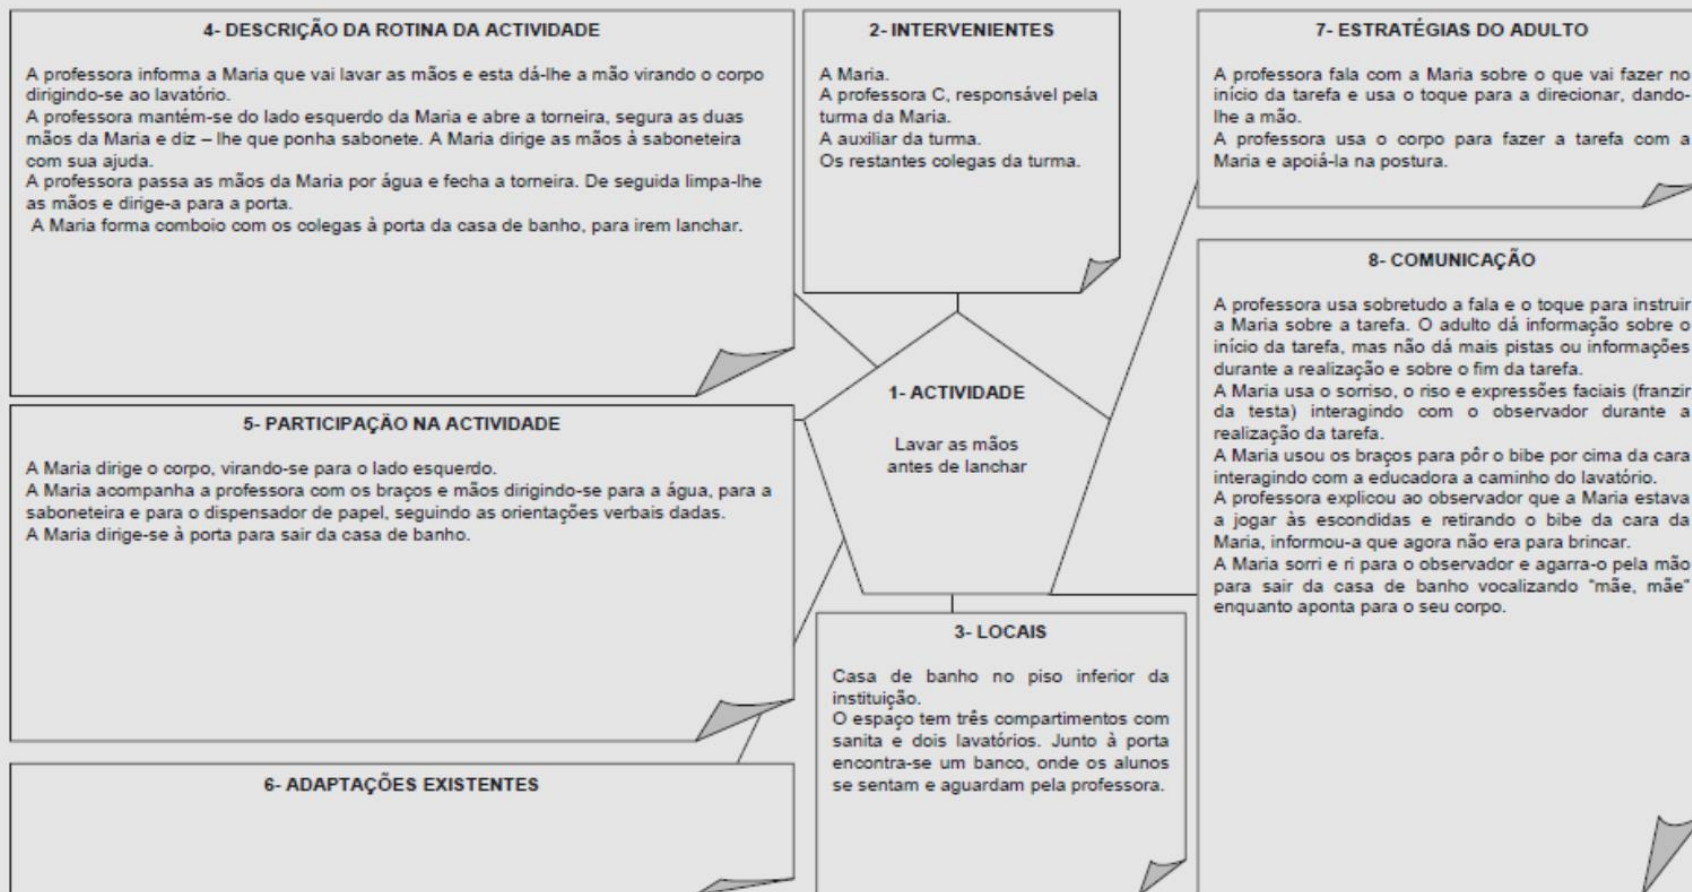 4- DESCRIÇÃO DA ROTINA DA ACTIVIDADE
A professora informa a Maria que vai lavar as mãos e esta dá-lhe a mão virando o corpo
dirigindo-se ao lavatório.
A professora mantém-se do lado esquerdo da Maria e abre a torneira, segura as duas
mãos da Maria e diz – lhe que ponha sabonete. A Maria dirige as mãos à saboneteira
com sua ajuda.
A professora passa as mãos da Maria por água e fecha a torneira. De seguida limpa-lhe
as mãos e dirige-a para a porta.
A Maria forma comboio com os colegas à porta da casa de banho, para irem lanchar.
2- INTERVENIENTES
A Maria.
A professora C, responsável pela
turma da Maria.
A auxiliar da turma.
Os restantes colegas da turma.
7- ESTRATÉGIAS DO ADULTO
A professora fala com a Maria sobre o que vai fazer no
início da tarefa e usa o toque para a direcionar, dando-
lhe a mão.
A professora usa o corpo para fazer a tarefa com a
Maria e apoiá-la na postura.
1- ACTIVIDADE
Lavar as mãos
antes de lanchar
5- PARTICIPAÇÃO NA ACTIVIDADE
A Maria dirige o corpo, virando-se para o lado esquerdo.
A Maria acompanha a professora com os braços e mãos dirigindo-se para a água, para a
saboneteira e para o dispensador de papel, seguindo as orientações verbais dadas.
A Maria dirige-se à porta para sair da casa de banho.
8- COMUNICAÇÃO
A professora usa sobretudo a fala e o toque para instruir
a Maria sobre a tarefa. O adulto dá informação sobre o
início da tarefa, mas não dá mais pistas ou informações
durante a realização e sobre o fim da tarefa.
A Maria usa o sorriso, o riso e expressões faciais (franzir
da testa) interagindo com o observador durante a
realização da tarefa.
A Maria usou os braços para pôr o bibe por cima da cara
interagindo com a educadora a caminho do lavatório.
A professora explicou ao observador que a Maria estava
a jogar às escondidas e retirando o bibe da cara da
Maria, informou-a que agora não era para brincar.
A Maria sorri e ri para o observador e agarra-o pela mão
para sair da casa de banho vocalizando "mãe, mãe"
enquanto aponta para o seu corpo.
3- LOCAIS
Casa de banho no piso inferior da
instituição.
O espaço tem três compartimentos com
sanita e dois lavatórios. Junto à porta
encontra-se um banco, onde os alunos
se sentam e aguardam pela professora.
6- ADAPTAÇÕES EXISTENTES